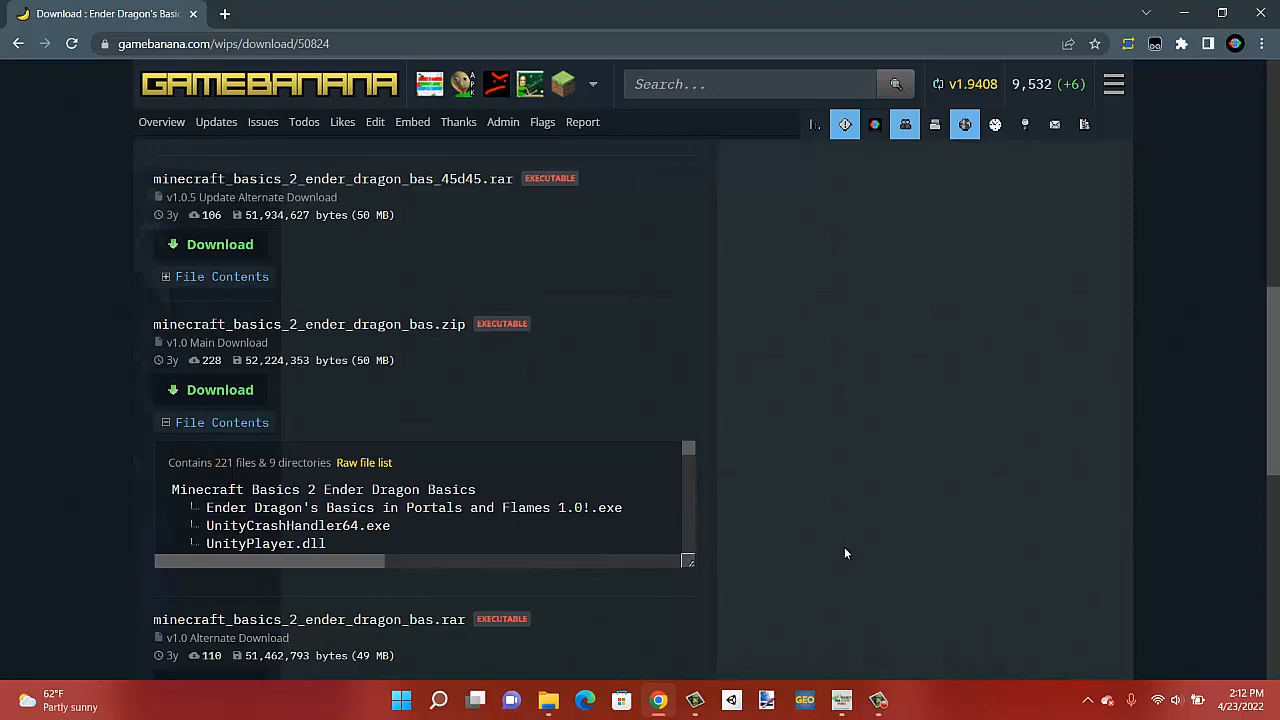 Download : Ender Dragon's Basic
gamebanana.com/wips/download/50824
GAMEBANANA
Search...
v1.9408
9,532 (+6)
Overview Updates Issues Todos Likes Edit Embed Thanks Admin Flags Report
minecraft_basics_2_ender_dragon_bas_45d45.rar EXECUTABLE
v1.0.5 Update Alternate Download
3y 106 51,934,627 bytes (50 MB)
Download
File Contents
minecraft_basics_2_ender_dragon_bas.zip EXECUTABLE
v1.0 Main Download
3y 228 52,224,353 bytes (50 MB)
Download
File Contents
Contains 221 files & 9 directories Raw file list
Minecraft Basics 2 Ender Dragon Basics
Ender Dragon's Basics in Portals and Flames 1.0!.exe
UnityCrashHandler64.exe
UnityPlayer.dll
minecraft_basics_2_ender_dragon_bas.rar EXECUTABLE
v1.0 Alternate Download
3y 110 51,462,793 bytes (49 MB)
62°F
Partly sunny
GEO
2:12 PM
4/23/2022